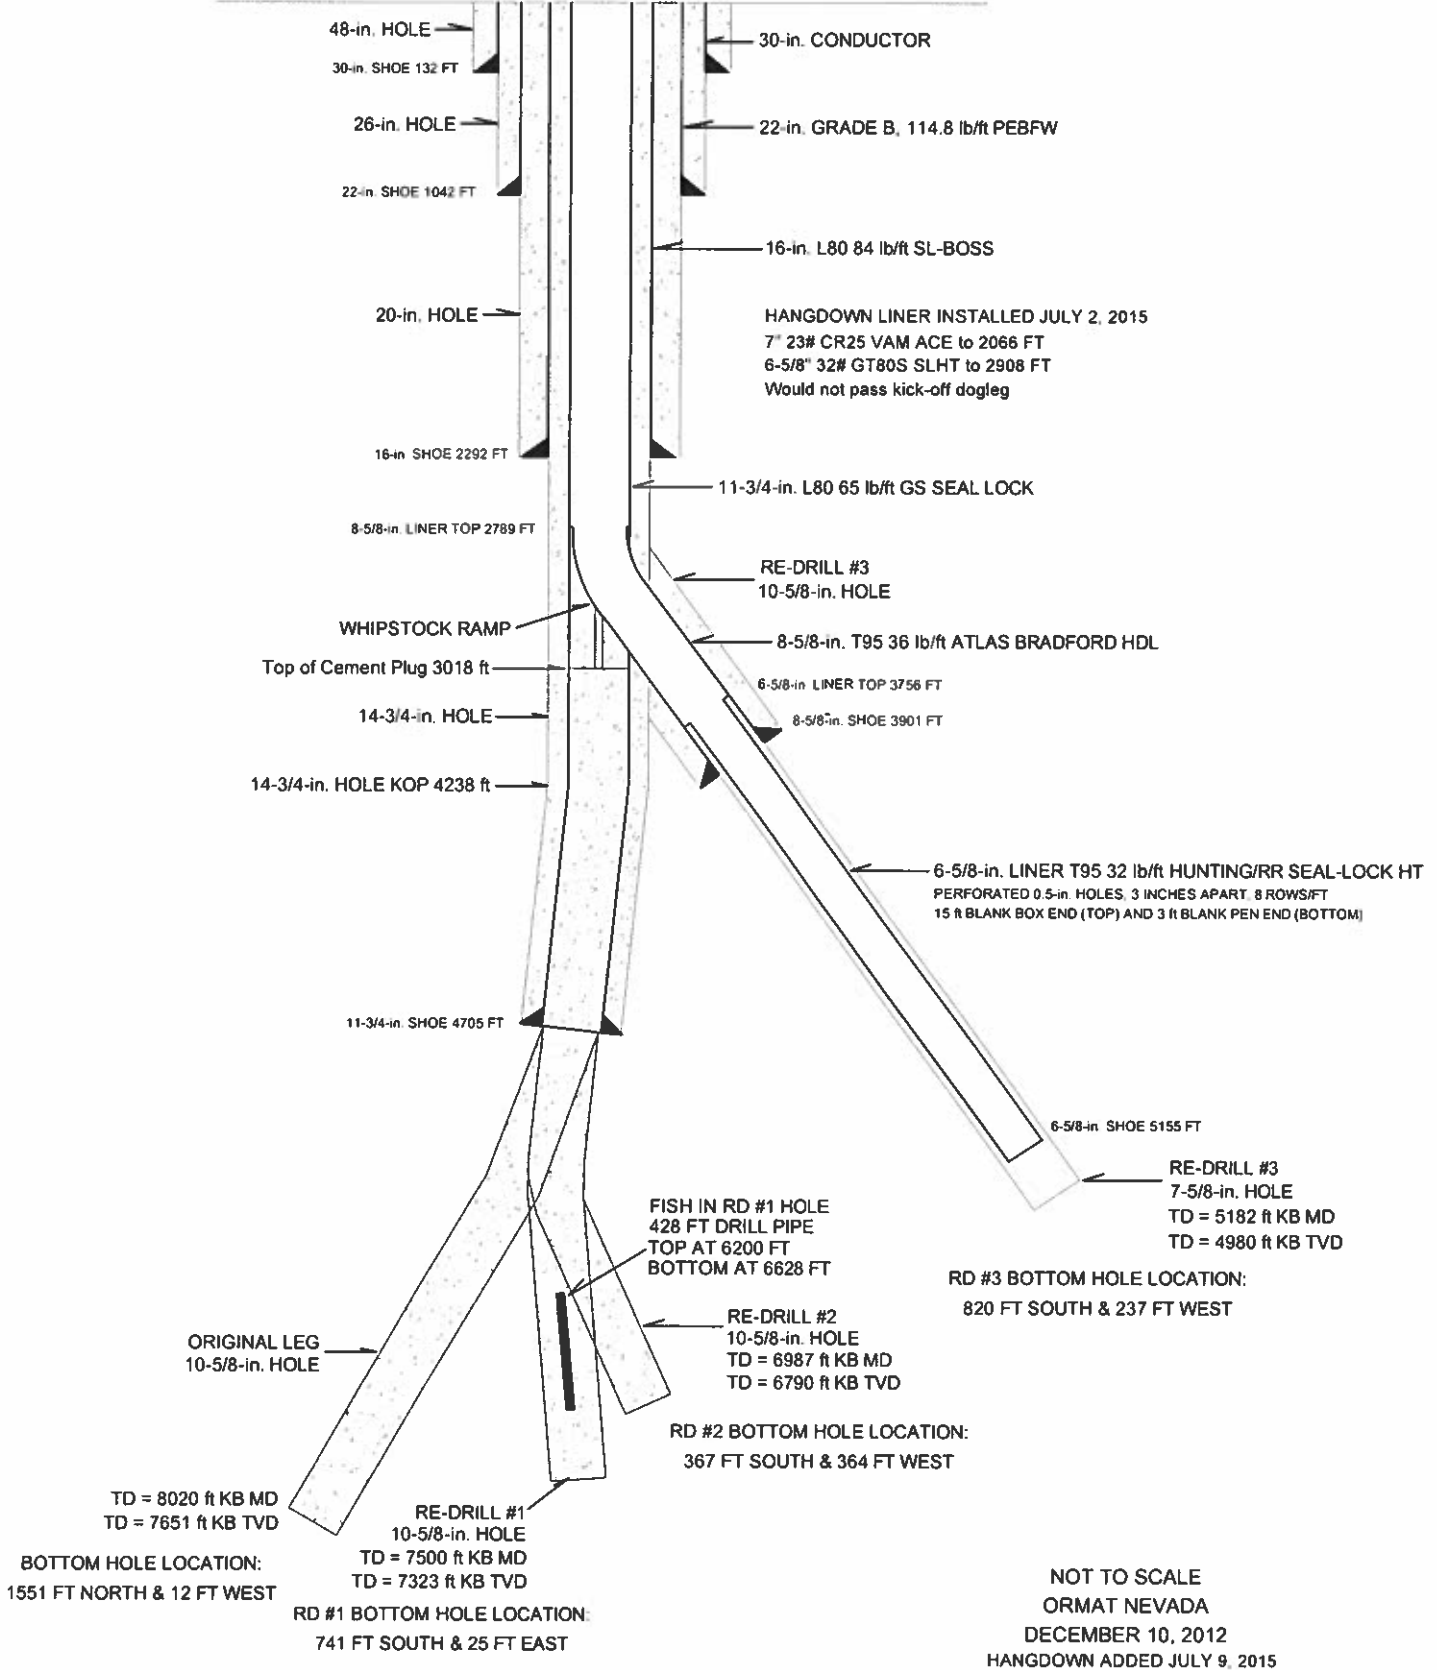 48-in. HOLE
30-in. CONDUCTOR
30-in. SHOE 132 FT
26-in. HOLE
22-in. GRADE B, 114.8 lb/ft PEBFW
22-in. SHOE 1042 FT
16-in. L80 84 lb/ft SL-BOSS
20-in. HOLE
HANGDOWN LINER INSTALLED JULY 2, 2015
7" 23# CR25 VAM ACE to 2066 FT
6-5/8" 32# GT80S SLHT to 2908 FT
Would not pass kick-off dogleg
16-in SHOE 2292 FT
11-3/4-in. L80 65 lb/ft GS SEAL LOCK
8-5/8-in. LINER TOP 2789 FT
RE-DRILL #3
10-5/8-in. HOLE
WHIPSTOCK RAMP
8-5/8-in. T95 36 lb/ft ATLAS BRADFORD HDL
Top of Cement Plug 3018 ft
6-5/8-in LINER TOP 3756 FT
14-3/4-in. HOLE
8-5/8-in. SHOE 3901 FT
14-3/4-in. HOLE KOP 4238 ft
6-5/8-in. LINER T95 32 lb/ft HUNTING/RR SEAL-LOCK HT
PERFORATED 0.5-in. HOLES, 3 INCHES APART, 8 ROWS/FT
15 ft BLANK BOX END (TOP) AND 3 ft BLANK PEN END (BOTTOM)
11-3/4-in. SHOE 4705 FT
6-5/8-in SHOE 5155 FT
RE-DRILL #3
7-5/8-in. HOLE
TD = 5182 ft KB MD
TD = 4980 ft KB TVD
RD #3 BOTTOM HOLE LOCATION:
820 FT SOUTH & 237 FT WEST
FISH IN RD #1 HOLE
428 FT DRILL PIPE
TOP AT 6200 FT
BOTTOM AT 6628 FT
RE-DRILL #2
10-5/8-in. HOLE
TD = 6987 ft KB MD
TD = 6790 ft KB TVD
RD #2 BOTTOM HOLE LOCATION:
367 FT SOUTH & 364 FT WEST
ORIGINAL LEG
10-5/8-in. HOLE
TD = 8020 ft KB MD
TD = 7651 ft KB TVD
BOTTOM HOLE LOCATION:
1551 FT NORTH & 12 FT WEST
RE-DRILL #1
10-5/8-in. HOLE
TD = 7500 ft KB MD
TD = 7323 ft KB TVD
RD #1 BOTTOM HOLE LOCATION:
741 FT SOUTH & 25 FT EAST
NOT TO SCALE
ORMAT NEVADA
DECEMBER 10, 2012
HANGDOWN ADDED JULY 9, 2015